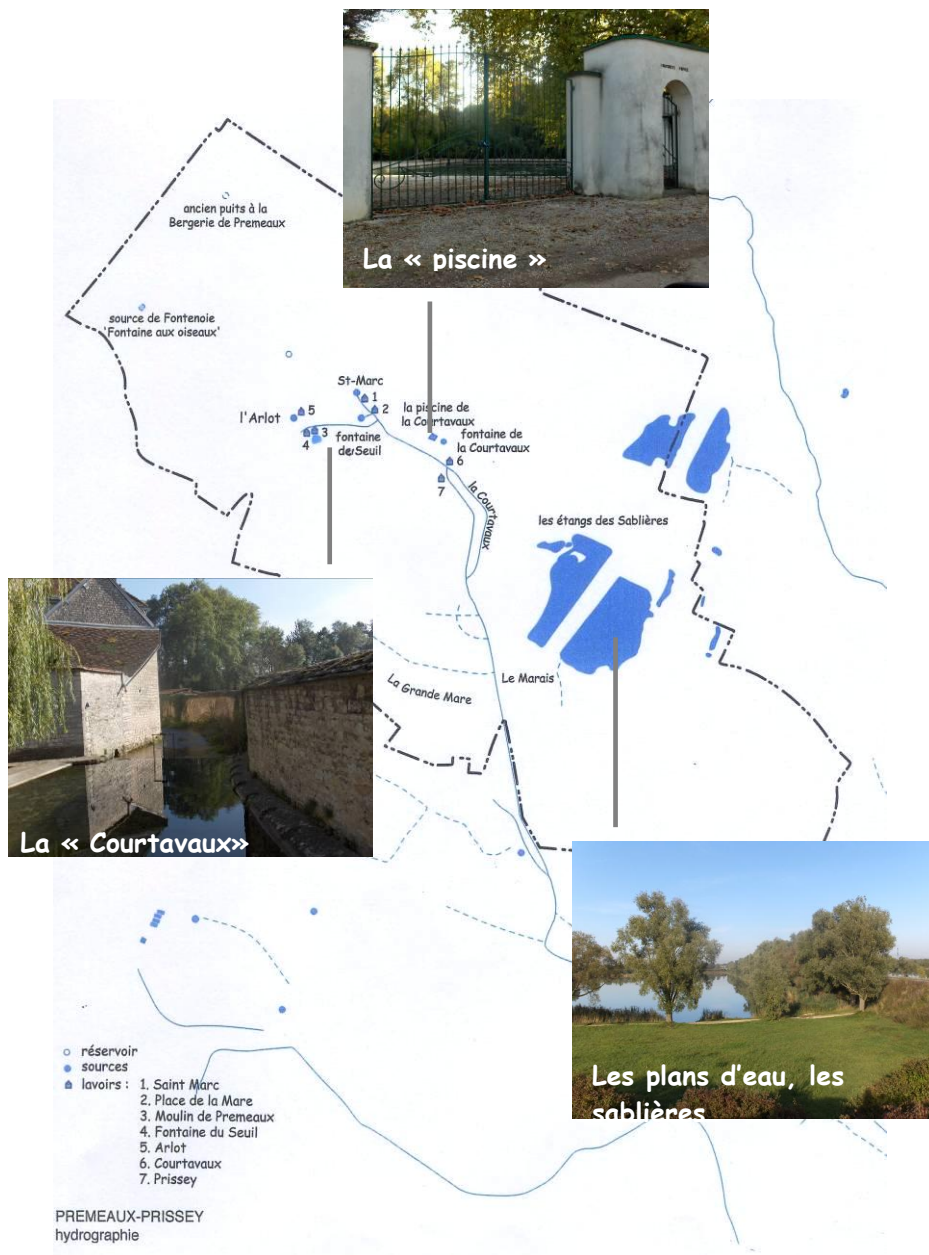 La « piscine »
ancien puits à la
Bergerie de Premeaux
source de Fontenoie
'Fontaine aux oiseaux'
St-Marc
1
2
l'Arlot
5
3
4
fontaine
de Seuil
la piscine de
la Courtavaux
fontaine de
la Courtavaux
6
7
la Courtavaux
les étangs des Sablières
Le Marais
La Grande Mare
La « Courtavaux»
Les plans d'eau, les
sablières
réservoir
sources
lavoirs : 1. Saint Marc
2. Place de la Mare
3. Moulin de Premeaux
4. Fontaine du Seuil
5. Arlot
6. Courtavaux
7. Prissey
PREMEAUX-PRISSEY
hydrographie